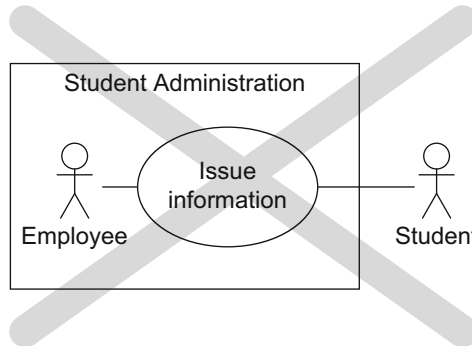 Student Administration
Issue
information
Employee
Student